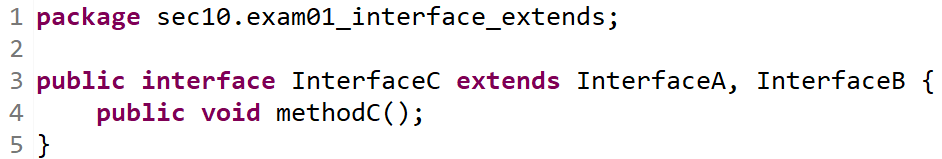 1 package sec10.exam01_interface_extends;
2
3 public interface InterfaceC extends InterfaceA, InterfaceB {
4     public void methodC();
5 }